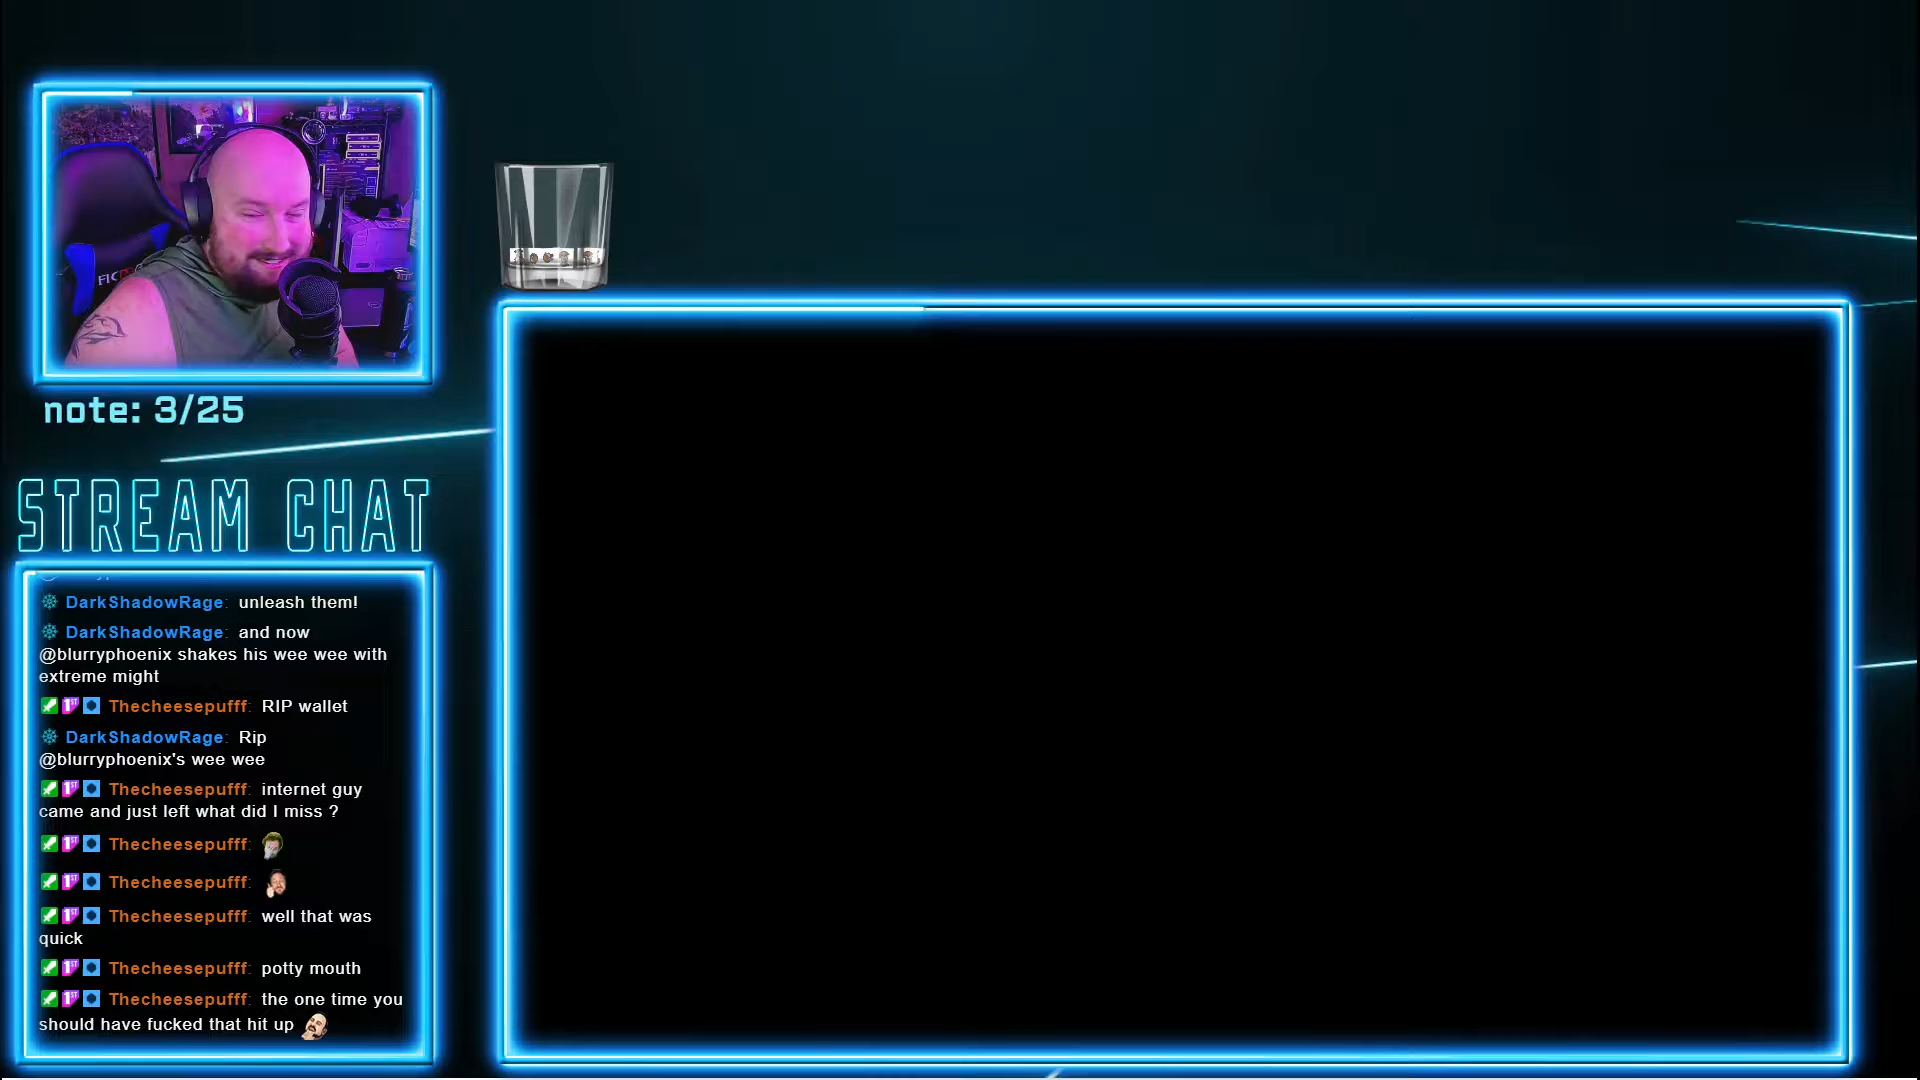 note: 3/25
STREAM CHAT
DarkShadowRage: unleash them!
DarkShadowRage: and now
@blurryphoenix shakes his wee wee with
extreme might
Thecheesepufff: RIP wallet
DarkShadowRage: Rip
@blurryphoenix's wee wee
Thecheesepufff: internet guy
came and just left what did I miss ?
Thecheesepufff:
Thecheesepufff:
Thecheesepufff: well that was
quick
Thecheesepufff: potty mouth
Thecheesepufff: the one time you
should have fucked that hit up